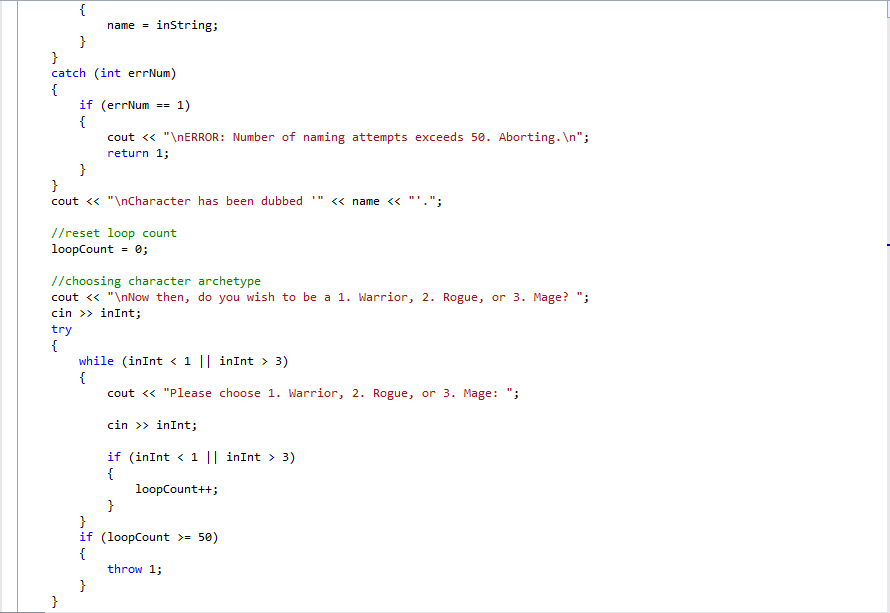 {
name = inString;
}
}
catch (int errNum)
{
if (errNum == 1)
{
cout << "\nERROR: Number of naming attempts exceeds 50. Aborting.\n";
return 1;
}
}
cout << "\nCharacter has been dubbed '" << name << "'.";
//reset loop count
loopCount = 0;
//choosing character archetype
cout << "\nNow then, do you wish to be a 1. Warrior, 2. Rogue, or 3. Mage? ";
cin >> inInt;
try
{
while (inInt < 1 || inInt > 3)
{
cout << "Please choose 1. Warrior, 2. Rogue, or 3. Mage: ";
cin >> inInt;
if (inInt < 1 || inInt > 3)
{
loopCount++;
}
}
if (loopCount >= 50)
{
throw 1;
}
}